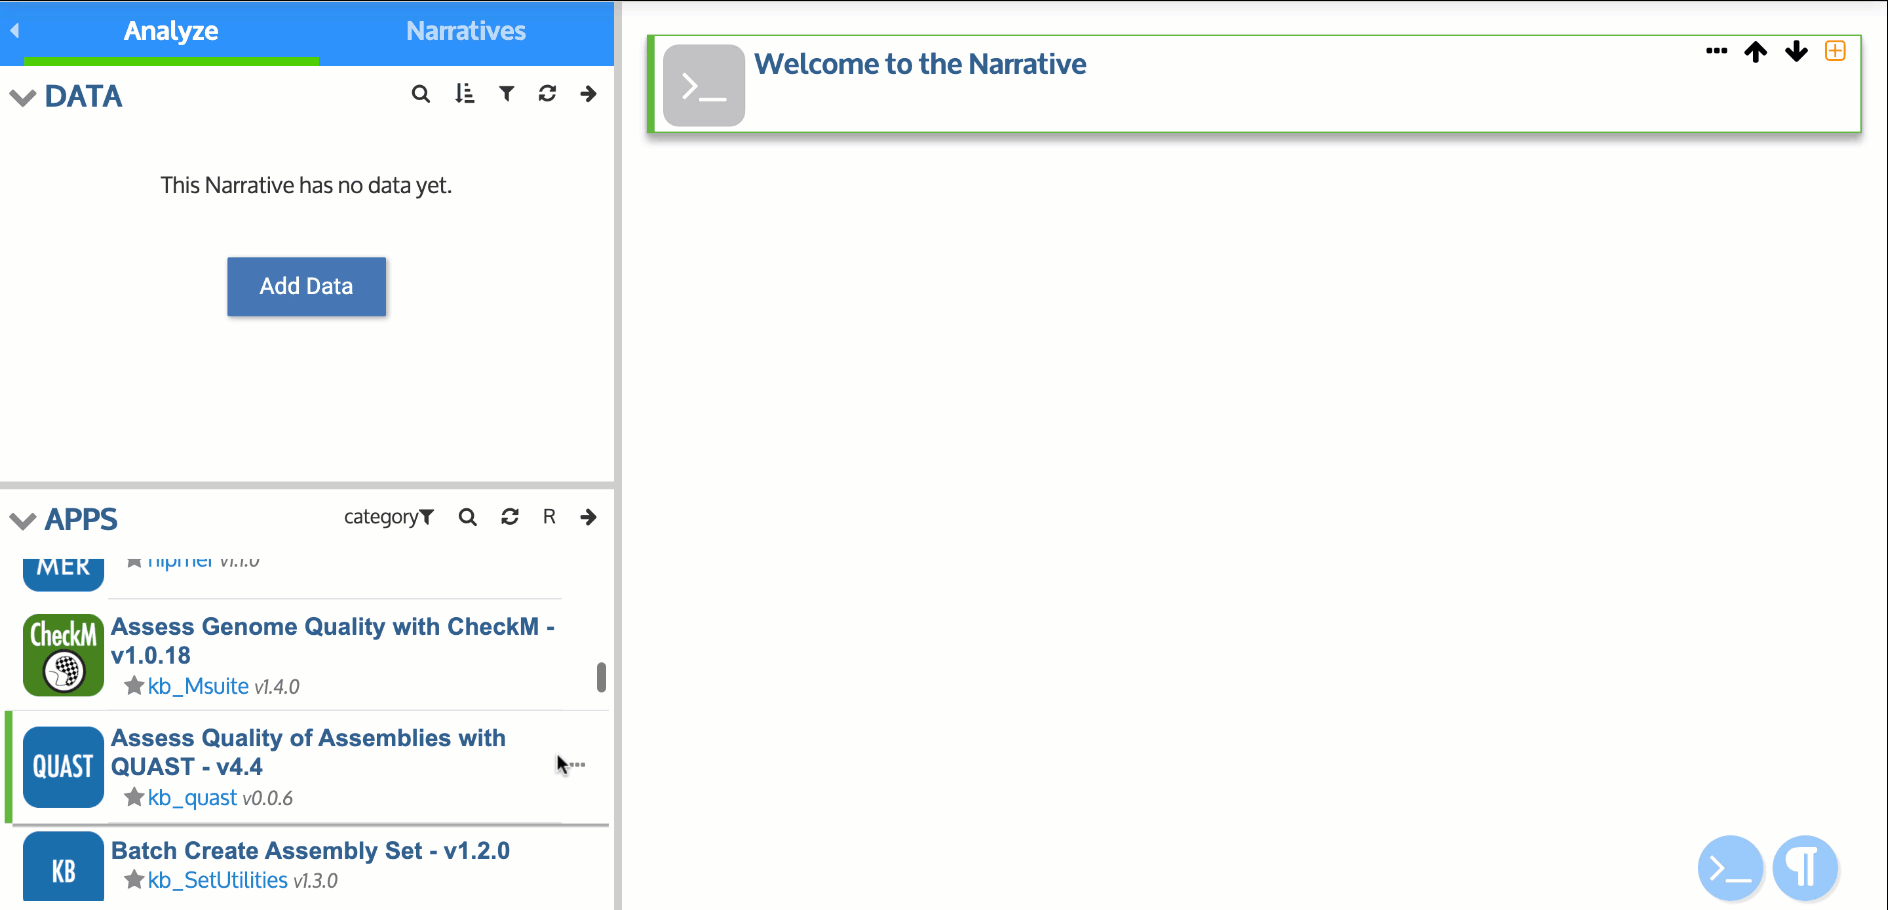 Analyze
Narratives
DATA
This Narrative has no data yet.
Add Data
APPS
category
R
MER
hipmer v1.1.0
CheckM
Assess Genome Quality with CheckM -
v1.0.18
kb_Msuite v1.4.0
QUAST
Assess Quality of Assemblies with
QUAST - v4.4
kb_quast v0.0.6
KB
Batch Create Assembly Set - v1.2.0
kb_SetUtilities v1.3.0
>_
Welcome to the Narrative
>_
¶